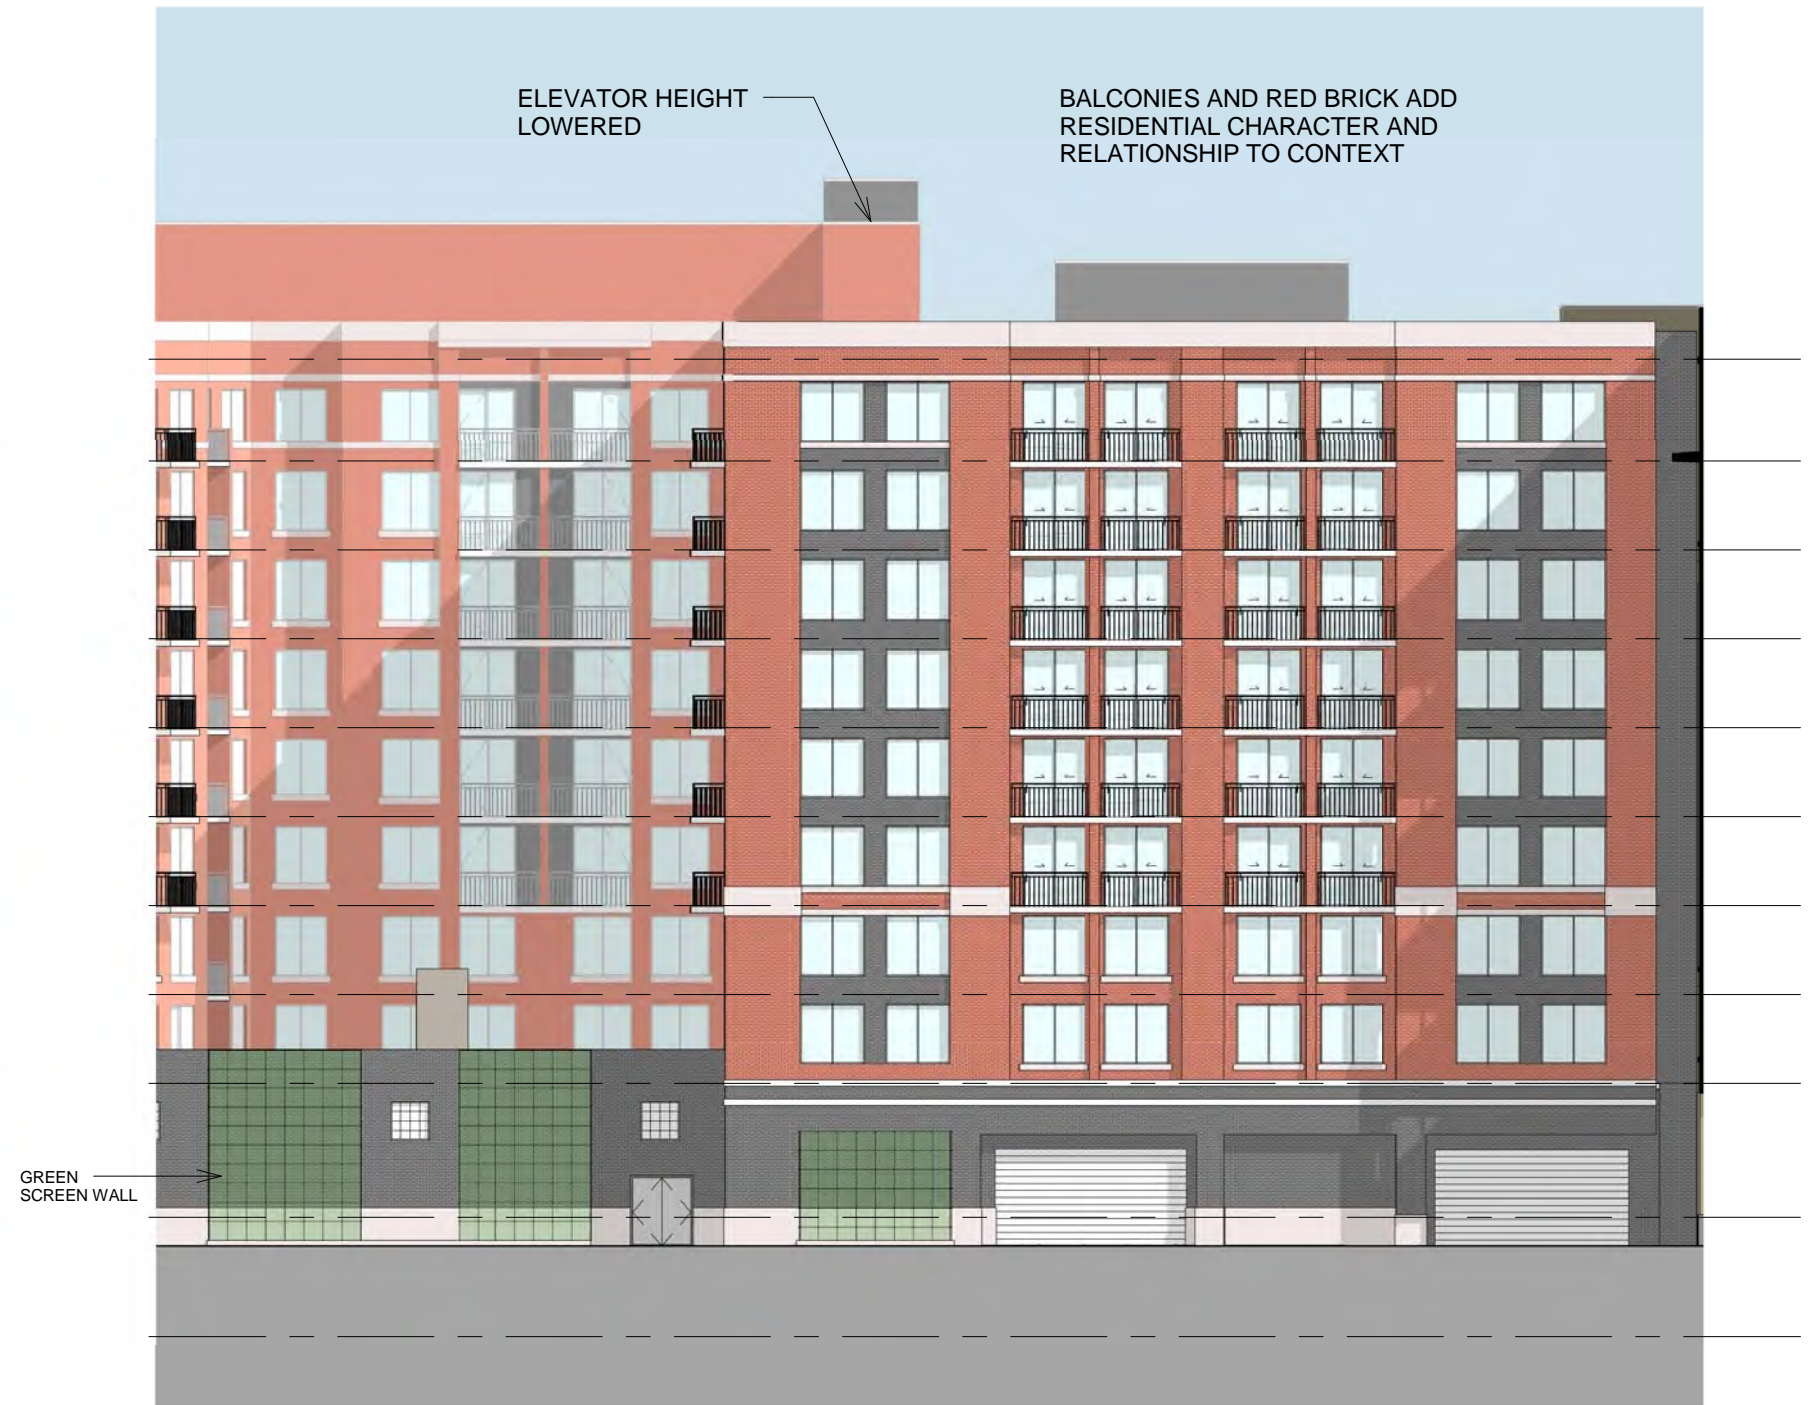 ELEVATOR HEIGHT
LOWERED
BALCONIES AND RED BRICK ADD
RESIDENTIAL CHARACTER AND
RELATIONSHIP TO CONTEXT
GREEN
SCREEN WALL